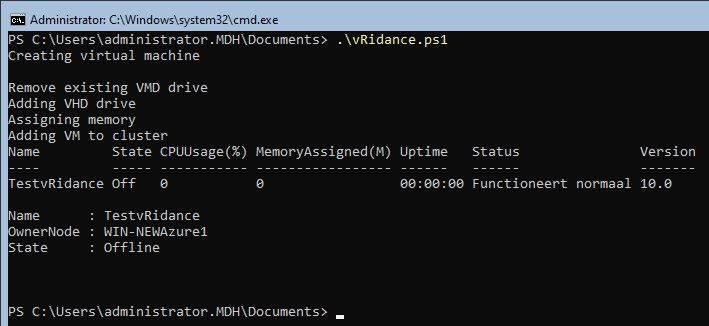 Administrator: C:\Windows\system32\cmd.exe
PS C:\Users\administrator.MDH\Documents> .\vRidance.ps1
Creating virtual machine
Remove existing VMD drive
Adding VHD drive
Assigning memory
Adding VM to cluster
Name       State CPUUsage(%) MemoryAssigned(M) Uptime   Status             Version
----       ----- ----------- ----------------- ------   ------             -------
TestvRidance Off   0           0                 00:00:00 Functioneert normaal 10.0
Name      : TestvRidance
OwnerNode : WIN-NEWAzure1
State     : Offline
PS C:\Users\administrator.MDH\Documents>